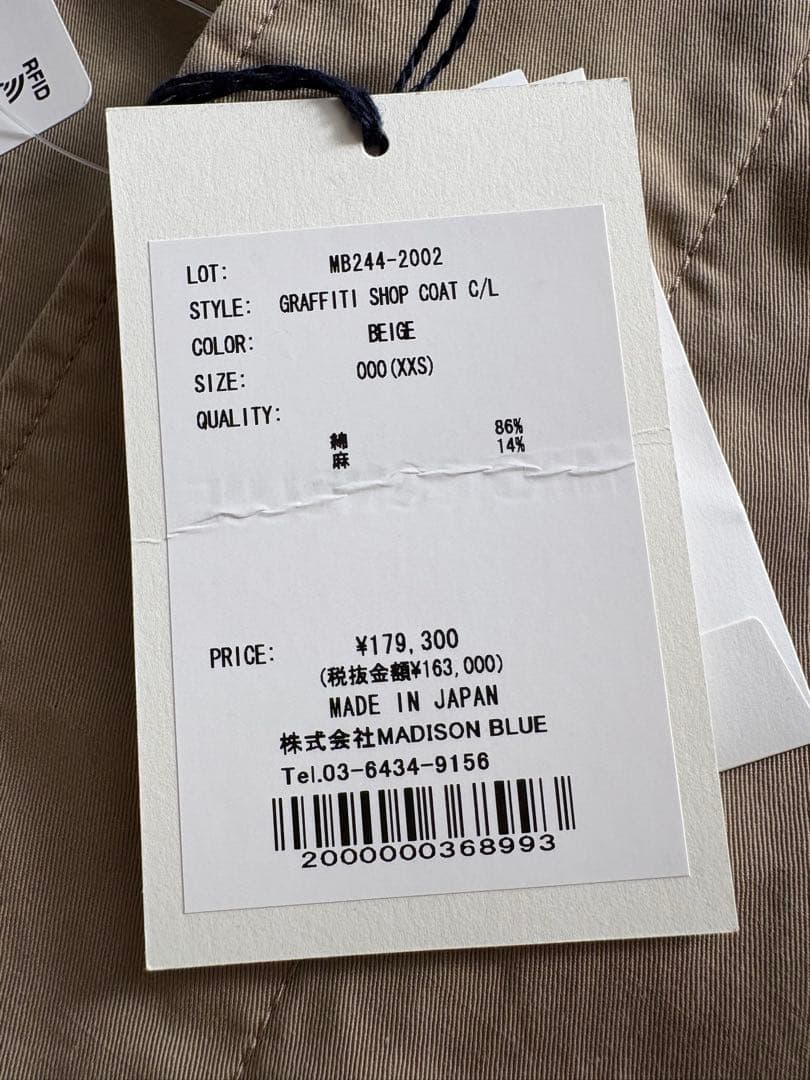 RFID
LOT: MB244-2002
STYLE: GRAFFITI SHOP COAT C/L
COLOR: BEIGE
SIZE: 000(XXS)
QUALITY:
綿 86%
麻 14%
PRICE: ¥179,300
(税抜金額¥163,000)
MADE IN JAPAN
株式会社MADISON BLUE
Tel.03-6434-9156
2000000368993